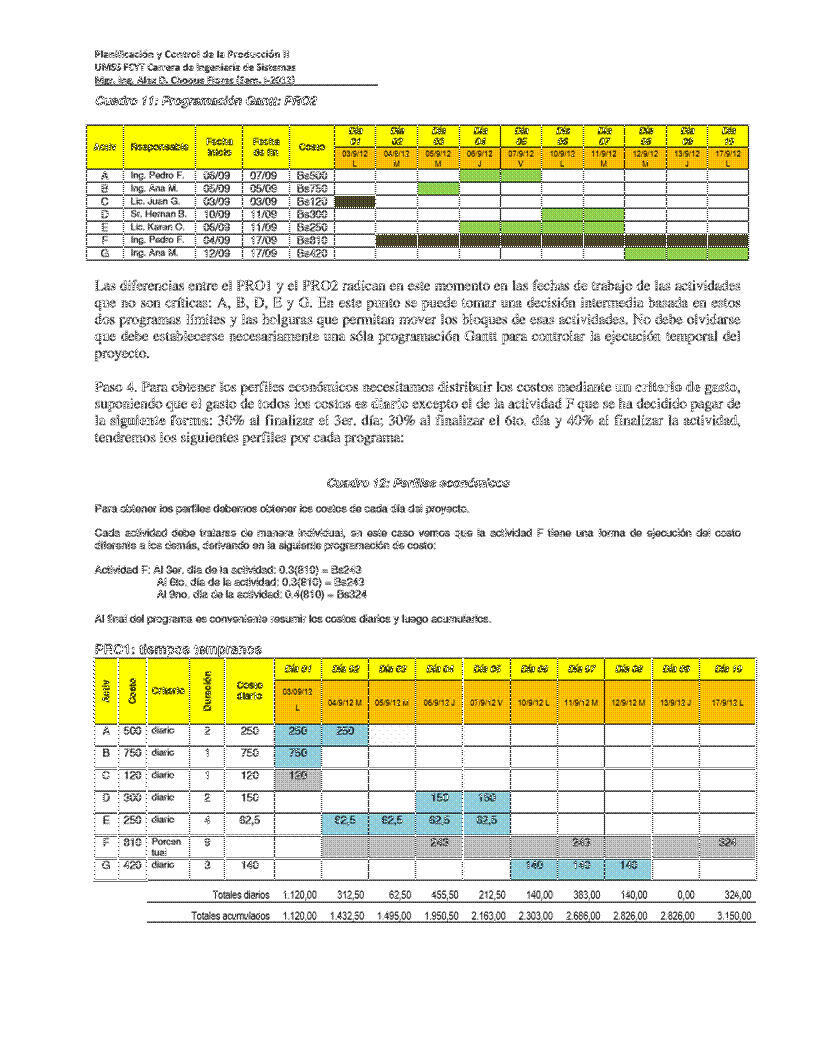 Planificación y Control de la Producción II
UMSS FCYT Carrera de Ingeniería de Sistemas
Mgr. Ing. Alex D. Choque Flores (Sem. I-2012)
Cuadro 11: Programación Gantt: PRO2
Activ Responsable Fecha inicio Fecha de fin Costo Día 01 Día 02 Día 03 Día 04 Día 05 Día 06 Día 07 Día 08 Día 09 Día 10
03/9/12 L 04/9/12 M 05/9/12 M 06/9/12 J 07/9/12 V 10/9/12 L 11/9/12 M 12/9/12 M 13/9/12 J 17/9/12 L
A Ing. Pedro F. 06/09 07/09 Bs500
B Ing. Ana M. 05/09 05/09 Bs750
C Lic. Juan G. 03/09 03/09 Bs120
D Sr. Hernan B. 10/09 11/09 Bs300
E Lic. Karen C. 06/09 11/09 Bs250
F Ing. Pedro F. 04/09 17/09 Bs810
G Ing. Ana M. 12/09 17/09 Bs420
Las diferencias entre el PRO1 y el PRO2 radican en este momento en las fechas de trabajo de las actividades
que no son críticas: A, B, D, E y G. En este punto se puede tomar una decisión intermedia basada en estos
dos programas límites y las holguras que permitan mover los bloques de esas actividades. No debe olvidarse
que debe establecerse necesariamente una sóla programación Gantt para controlar la ejecución temporal del
proyecto.
Paso 4. Para obtener los perfiles económicos necesitamos distribuir los costos mediante un criterio de gasto,
suponiendo que el gasto de todos los costos es diario excepto el de la actividad F que se ha decidido pagar de
la siguiente forma: 30% al finalizar el 3er. día; 30% al finalizar el 6to. día y 40% al finalizar la actividad,
tendremos los siguientes perfiles por cada programa:
Cuadro 12: Perfiles económicos
Para obtener los perfiles debemos obtener los costos de cada día del proyecto.
Cada actividad debe tratarse de manera individual, en este caso vemos que la actividad F tiene una forma de ejecución del costo
diferente a los demás, derivando en la siguiente programación de costo:
Actividad F: Al 3er. día de la actividad: 0.3(810) = Bs243
Al 6to. día de la actividad: 0.3(810) = Bs243
Al 9no. día de la actividad: 0.4(810) = Bs324
Al final del programa es conveniente resumir los costos diarios y luego acumularlos.
PRO1: tiempos tempranos
Activ Costo Criterio Duración Costo diario Día 01 Día 02 Día 03 Día 04 Día 05 Día 06 Día 07 Día 08 Día 09 Día 10
03/09/12 L 04/9/12 M 05/9/12 M 06/9/12 J 07/9/12 V 10/9/12 L 11/9/12 M 12/9/12 M 13/9/12 J 17/9/12 L
A 500 diario 2 250 250 250
B 750 diario 1 750 750
C 120 diario 1 120 120
D 300 diario 2 150 150 150
E 250 diario 4 62,5 62,5 62,5 62,5 62,5
F 810 Porcen tual 9 243 243 324
G 420 diario 3 140 140 140 140
Totales diarios 1.120,00 312,50 62,50 455,50 212,50 140,00 383,00 140,00 0,00 324,00
Totales acumulados 1.120,00 1.432,50 1.495,00 1.950,50 2.163,00 2.303,00 2.686,00 2.826,00 2.826,00 3.150,00